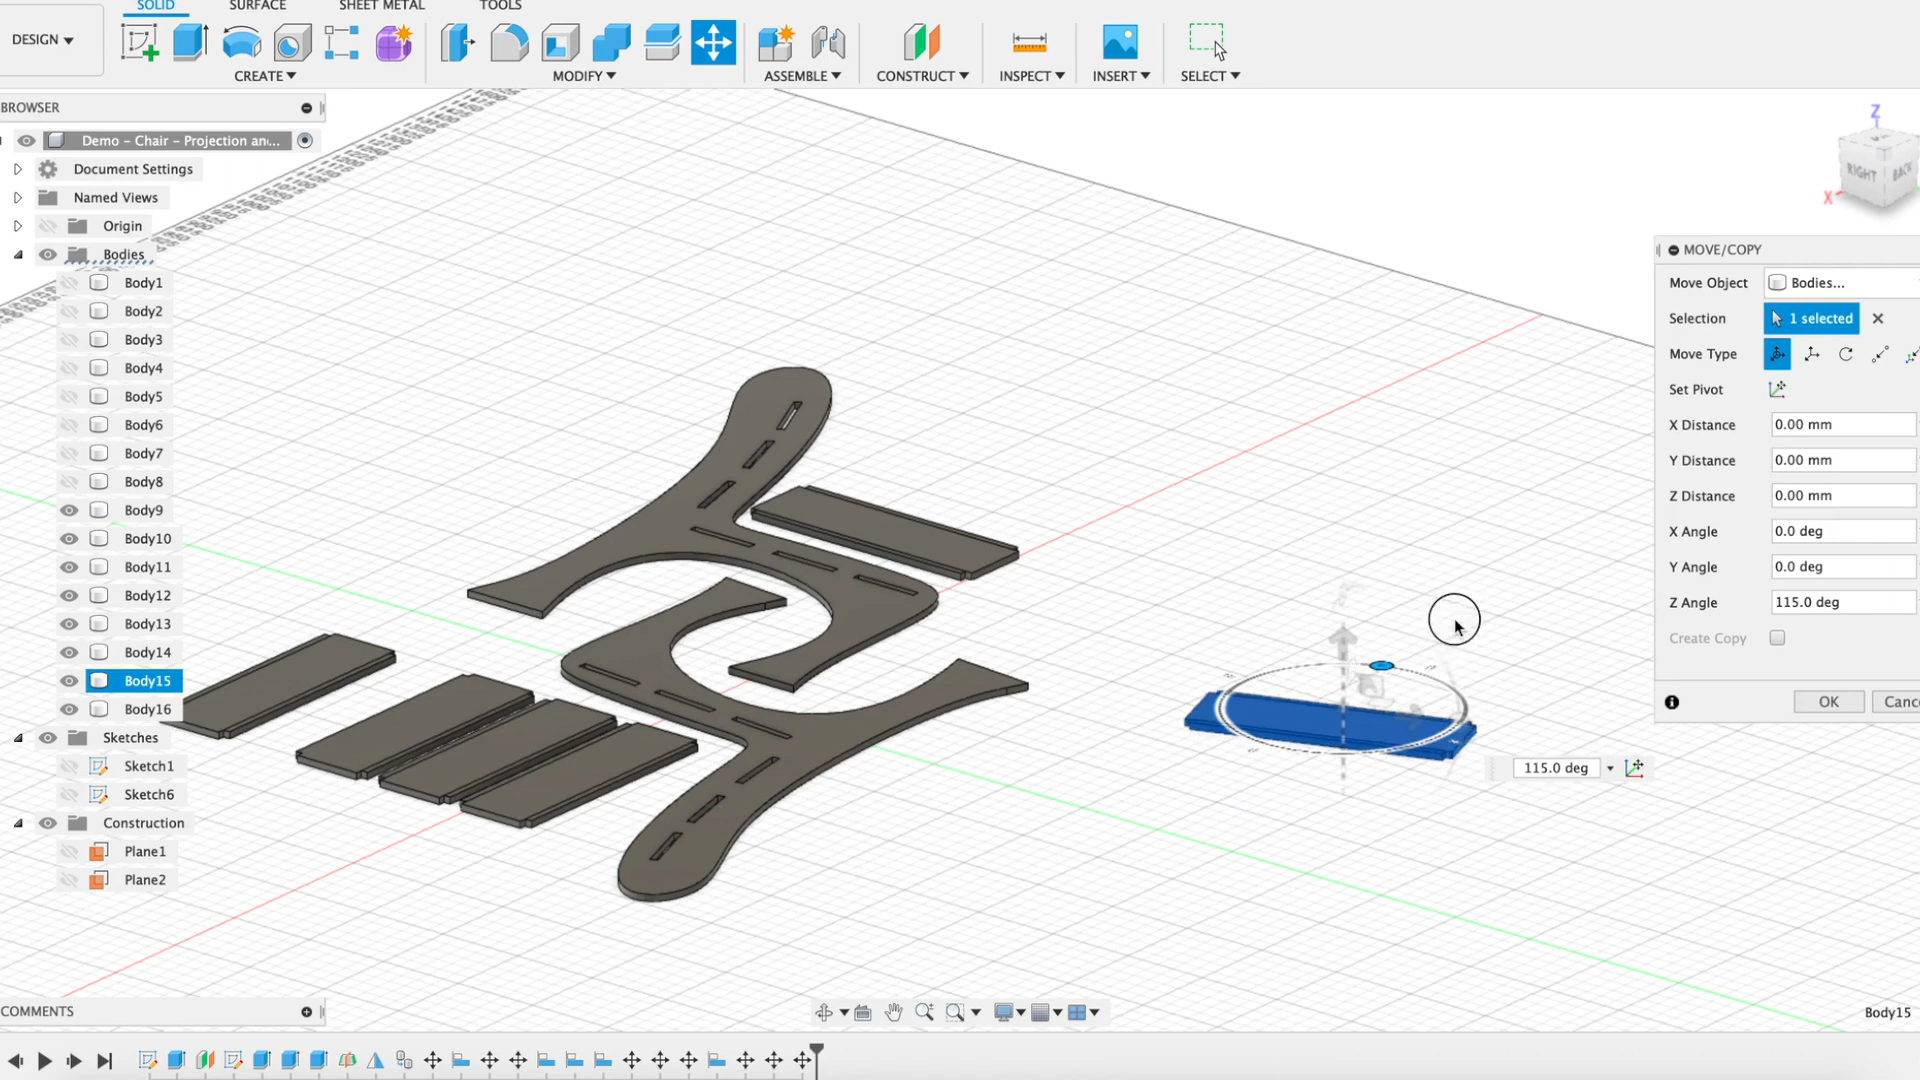 SOLID
SURFACE
SHEET METAL
TOOLS
DESIGN
CREATE
MODIFY
ASSEMBLE
CONSTRUCT
INSPECT
INSERT
SELECT
BROWSER
Demo - Chair - Projection an...
Document Settings
Named Views
Origin
Bodies
Body1
Body2
Body3
Body4
Body5
Body6
Body7
Body8
Body9
Body10
Body11
Body12
Body13
Body14
Body15
Body16
Sketches
Sketch1
Sketch6
Construction
Plane1
Plane2
Z
RIGHT
BACK
X
MOVE/COPY
Move Object Bodies...
Selection 1 selected
Move Type
Set Pivot
X Distance 0.00 mm
Y Distance 0.00 mm
Z Distance 0.00 mm
X Angle 0.0 deg
Y Angle 0.0 deg
Z Angle 115.0 deg
Create Copy
OK Canc
115.0 deg
COMMENTS
Body15